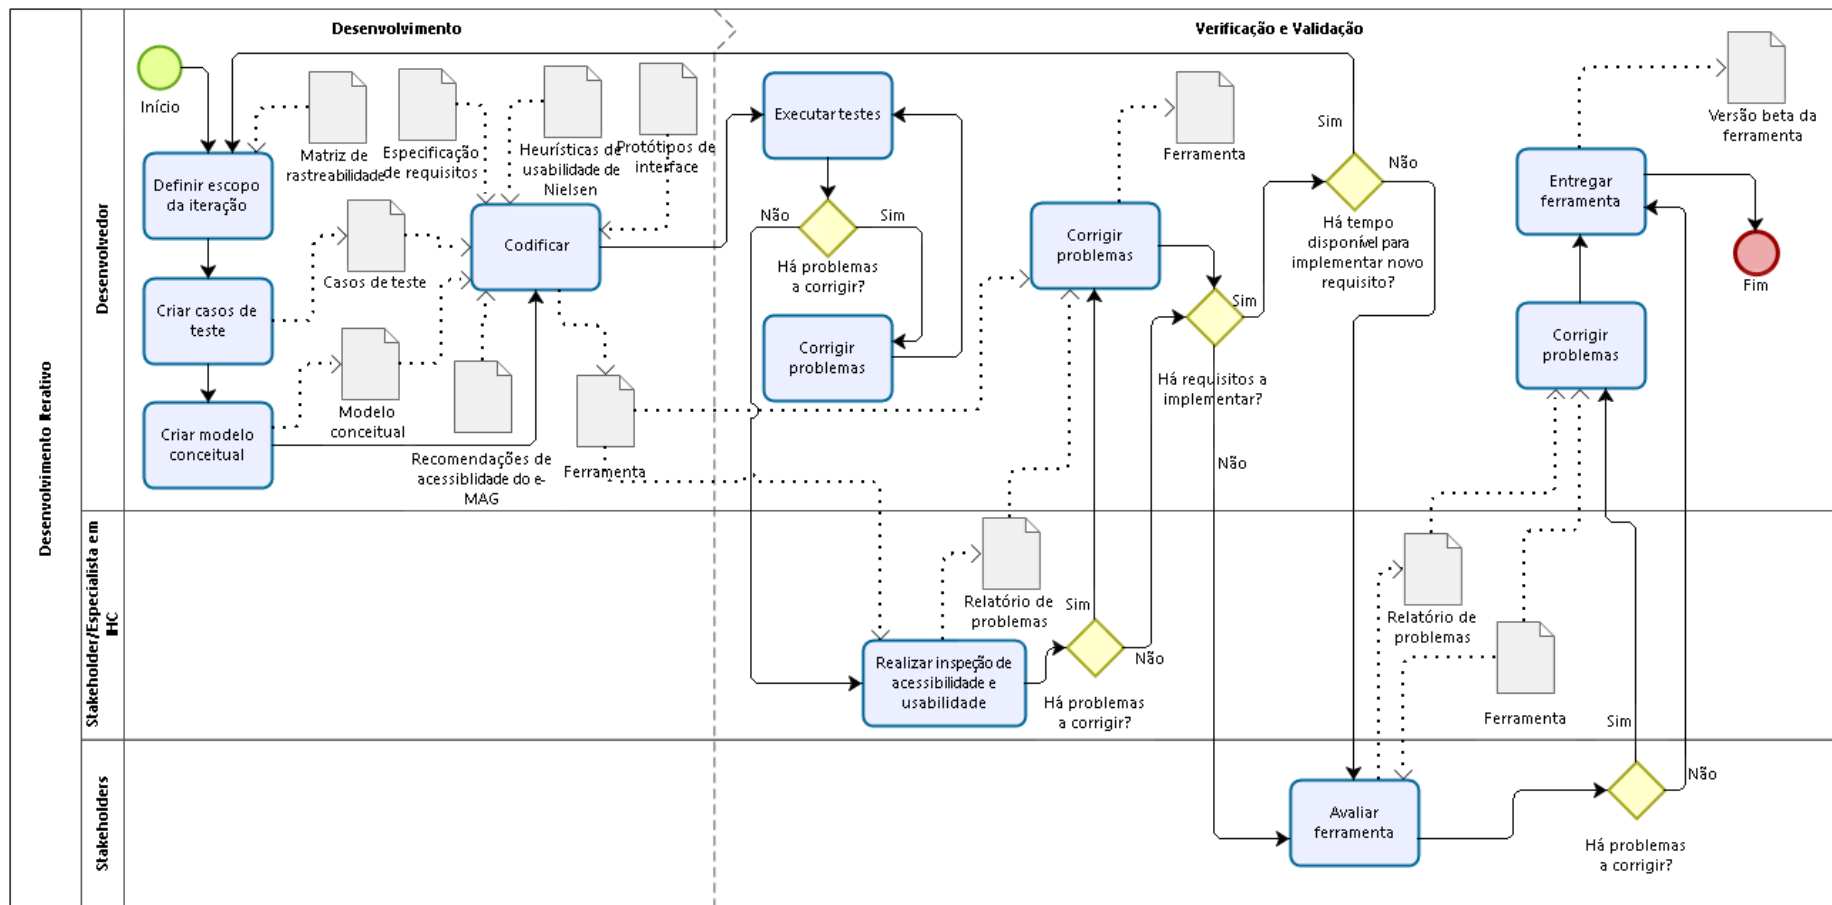 Desenvolvimento
Verificação e Validação
Desenvolvimento Iterativo
Desenvolvedor
Início
Matriz de
rastreabilidade
Especificação
de requisitos
Heurísticas de
usabilidade de
Nielsen
Protótipos de
interface
Definir escopo
da iteração
Casos de teste
Codificar
Criar casos de
teste
Modelo
conceitual
Criar modelo
conceitual
Recomendações de
acessiblidade do e-
MAG
Ferramenta
Executar testes
Não
Sim
Há problemas
a corrigir?
Corrigir
problemas
Ferramenta
Corrigir
problemas
Sim
Há requisitos a
implementar?
Não
Sim
Não
Há tempo
disponível para
implementar novo
requisito?
Versão beta da
ferramenta
Entregar
ferramenta
Fim
Corrigir
problemas
Stakeholder/Especialista em
IHC
Relatório de
problemas
Realizar inspeção de
acessibilidade e
usabilidade
Sim
Não
Há problemas
a corrigir?
Relatório de
problemas
Ferramenta
Sim
Stakeholders
Avaliar
ferramenta
Não
Há problemas
a corrigir?